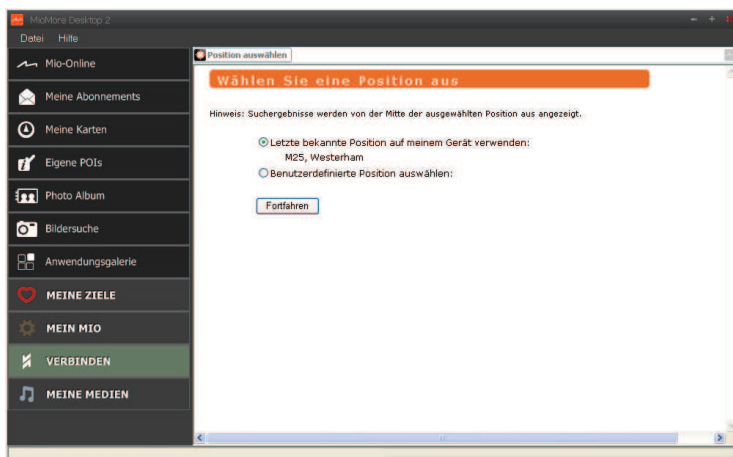 MioMore Desktop 2
Datei Hilfe
Mio-Online
Meine Abonnements
Meine Karten
Eigene POIs
Photo Album
Bildersuche
Anwendungsgalerie
MEINE ZIELE
MEIN MIO
VERBINDEN
MEINE MEDIEN
Position auswählen
Wählen Sie eine Position aus
Hinweis: Suchergebnisse werden von der Mitte der ausgewählten Position aus angezeigt.
Letzte bekannte Position auf meinem Gerät verwenden:
M25, Westerham
Benutzerdefinierte Position auswählen:
Fortfahren